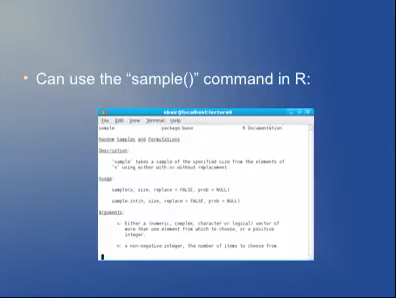 Can use the “sample()” command in R:
abair@localhost:lecture8
File Edit View Terminal Help
sample package:base R Documentation
Random Samples and Permutations
Description:
'sample' takes a sample of the specified size from the elements of
'x' using either with or without replacement.
Usage:
sample(x, size, replace = FALSE, prob = NULL)
sample.int(n, size, replace = FALSE, prob = NULL)
Arguments:
x: Either a (numeric, complex, character or logical) vector of
more than one element from which to choose, or a positive
integer.
n: a non-negative integer, the number of items to choose from.